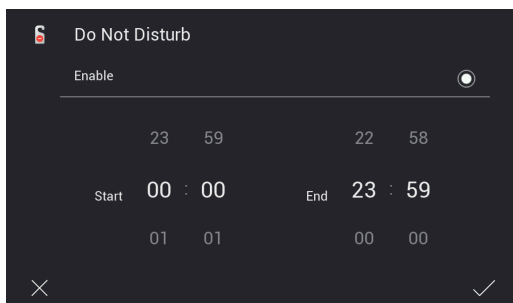 Do Not Disturb
Enable
23 59 22 58
Start 00 : 00 End 23 : 59
01 01 00 00